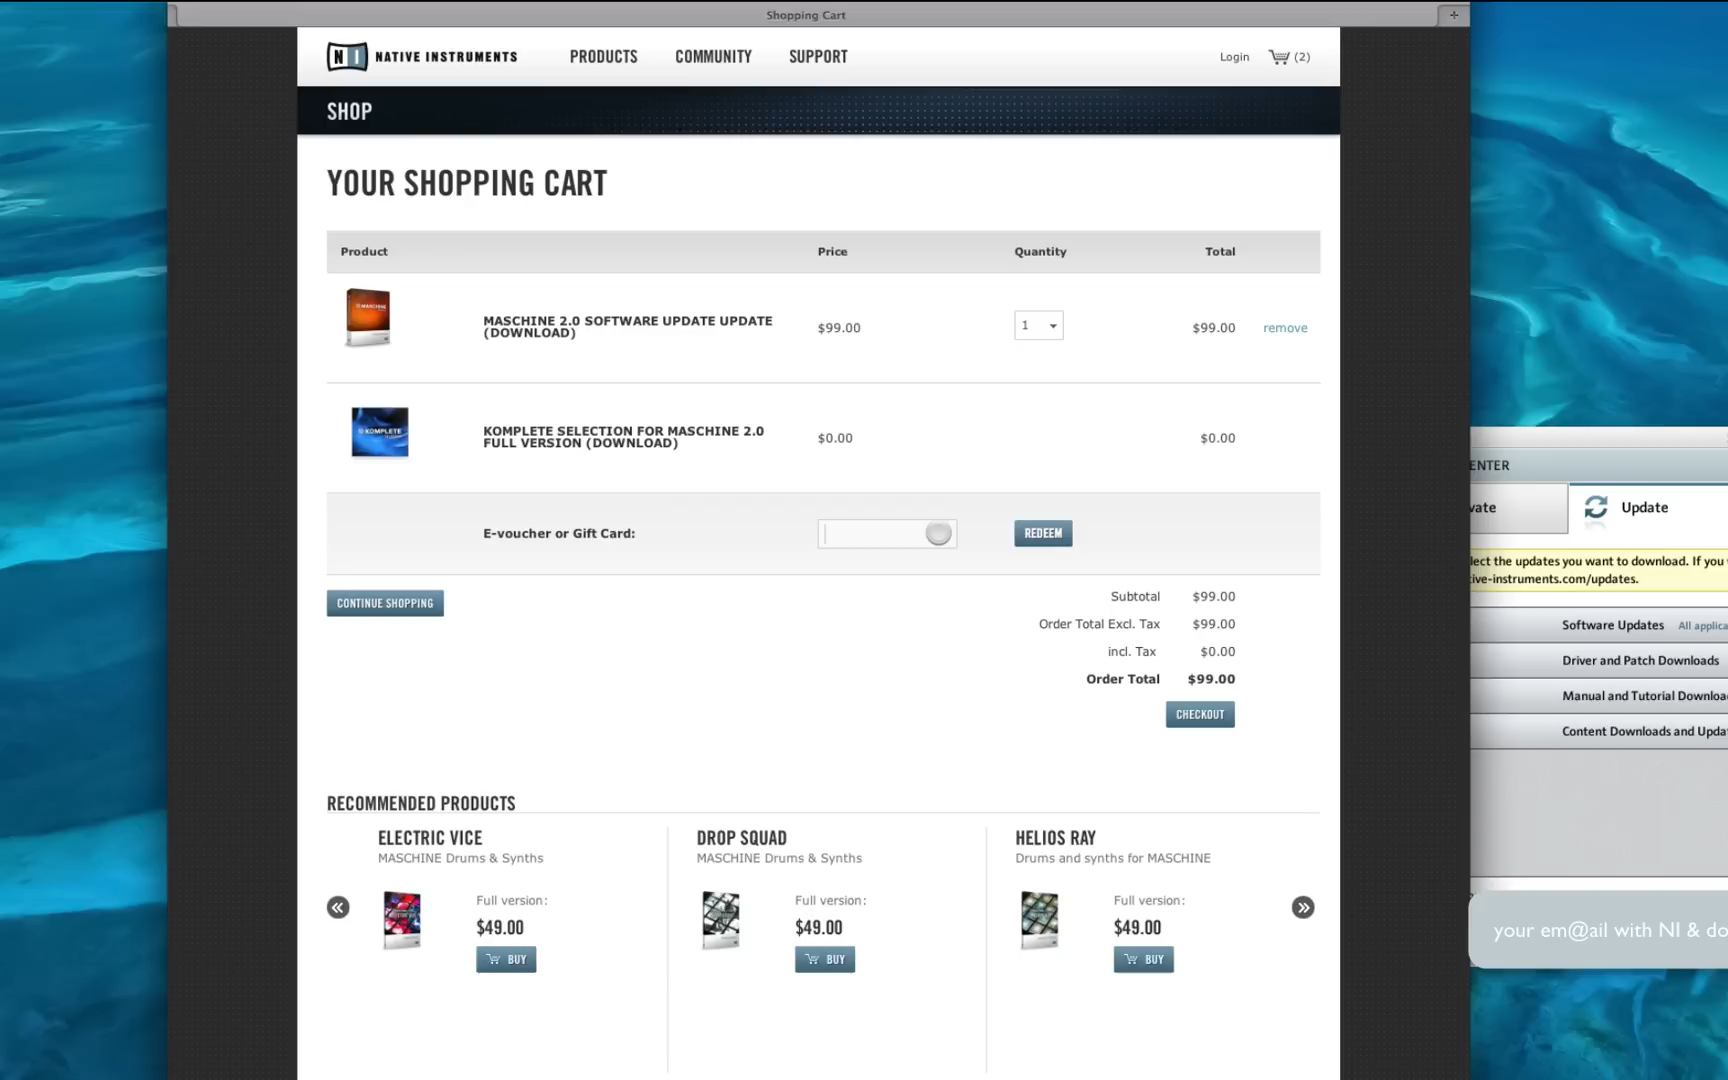 Shopping Cart
+
NI NATIVE INSTRUMENTS
PRODUCTS
COMMUNITY
SUPPORT
Login
(2)
SHOP
YOUR SHOPPING CART
Product
Price
Quantity
Total
MASCHINE
MASCHINE 2.0 SOFTWARE UPDATE UPDATE
(DOWNLOAD)
$99.00
1
$99.00
remove
KOMPLETE
KOMPLETE SELECTION FOR MASCHINE 2.0
FULL VERSION (DOWNLOAD)
$0.00
$0.00
E-voucher or Gift Card:
REDEEM
CONTINUE SHOPPING
Subtotal $99.00
Order Total Excl. Tax $99.00
incl. Tax $0.00
Order Total $99.00
CHECKOUT
RECOMMENDED PRODUCTS
ELECTRIC VICE
MASCHINE Drums & Synths
Full version:
$49.00
BUY
DROP SQUAD
MASCHINE Drums & Synths
Full version:
$49.00
BUY
HELIOS RAY
Drums and synths for MASCHINE
Full version:
$49.00
BUY
ENTER
vate
Update
lect the updates you want to download. If you
ive-instruments.com/updates.
Software Updates All applica
Driver and Patch Downloads
Manual and Tutorial Downloa
Content Downloads and Upda
your em@ail with NI & do